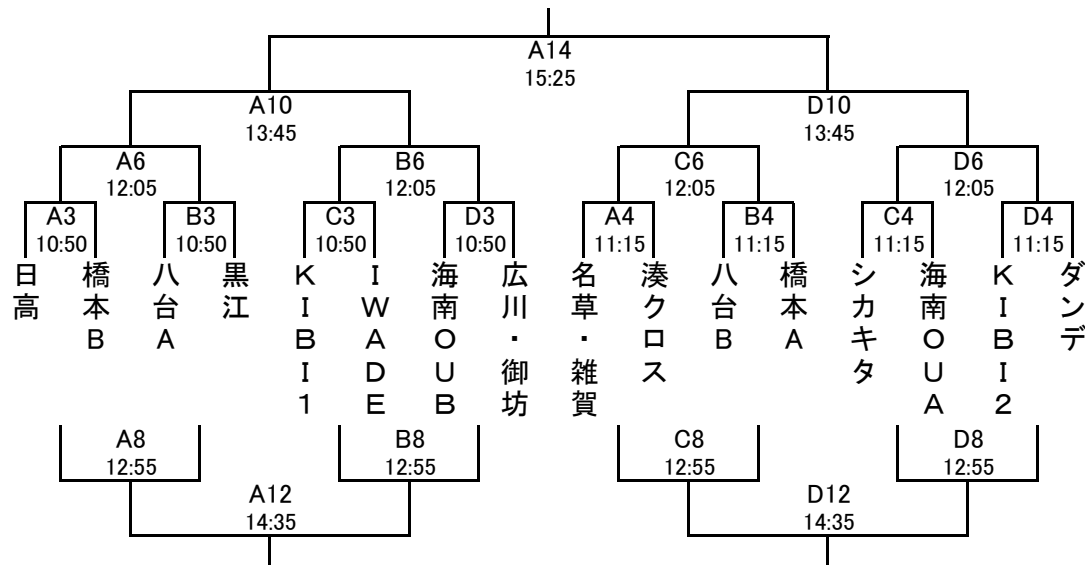 A14
15:25
A10
D10
13:45
13:45
A6
B6
C6
D6
12:05
12:05
12:05
12:05
A3
B3
C3
D3
A4
B4
C4
D4
10:50
10:50
10:50
10:50
11:15
11:15
11:15
11:15
日高
橋本B
八台A
黒江
KIBI1
IWADE
海南OUB
広川・御坊
名草・雑賀
湊クロス
八台B
橋本A
シカキタ
海南OUA
KIBI2
ダンデ
A8
B8
C8
D8
12:55
12:55
12:55
12:55
A12
D12
14:35
14:35